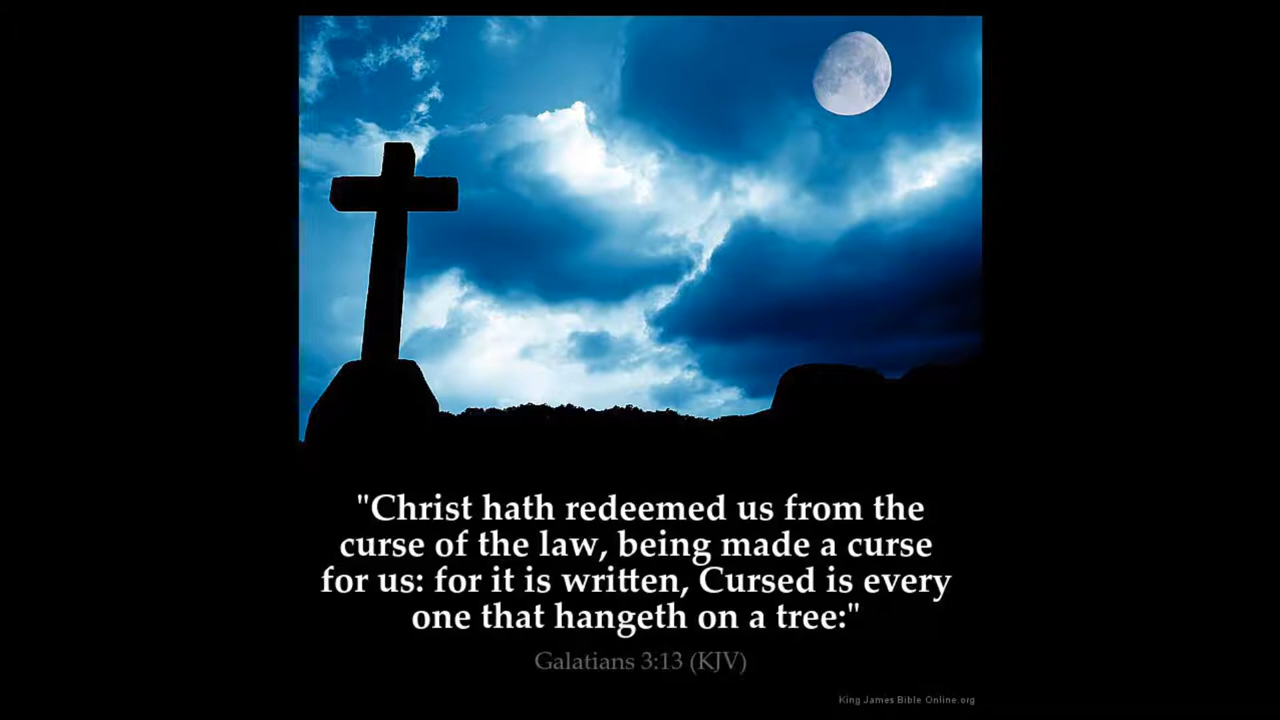 "Christ hath redeemed us from the
curse of the law, being made a curse
for us: for it is written, Cursed is every
one that hangeth on a tree:"
Galatians 3:13 (KJV)
King James Bible Online.org